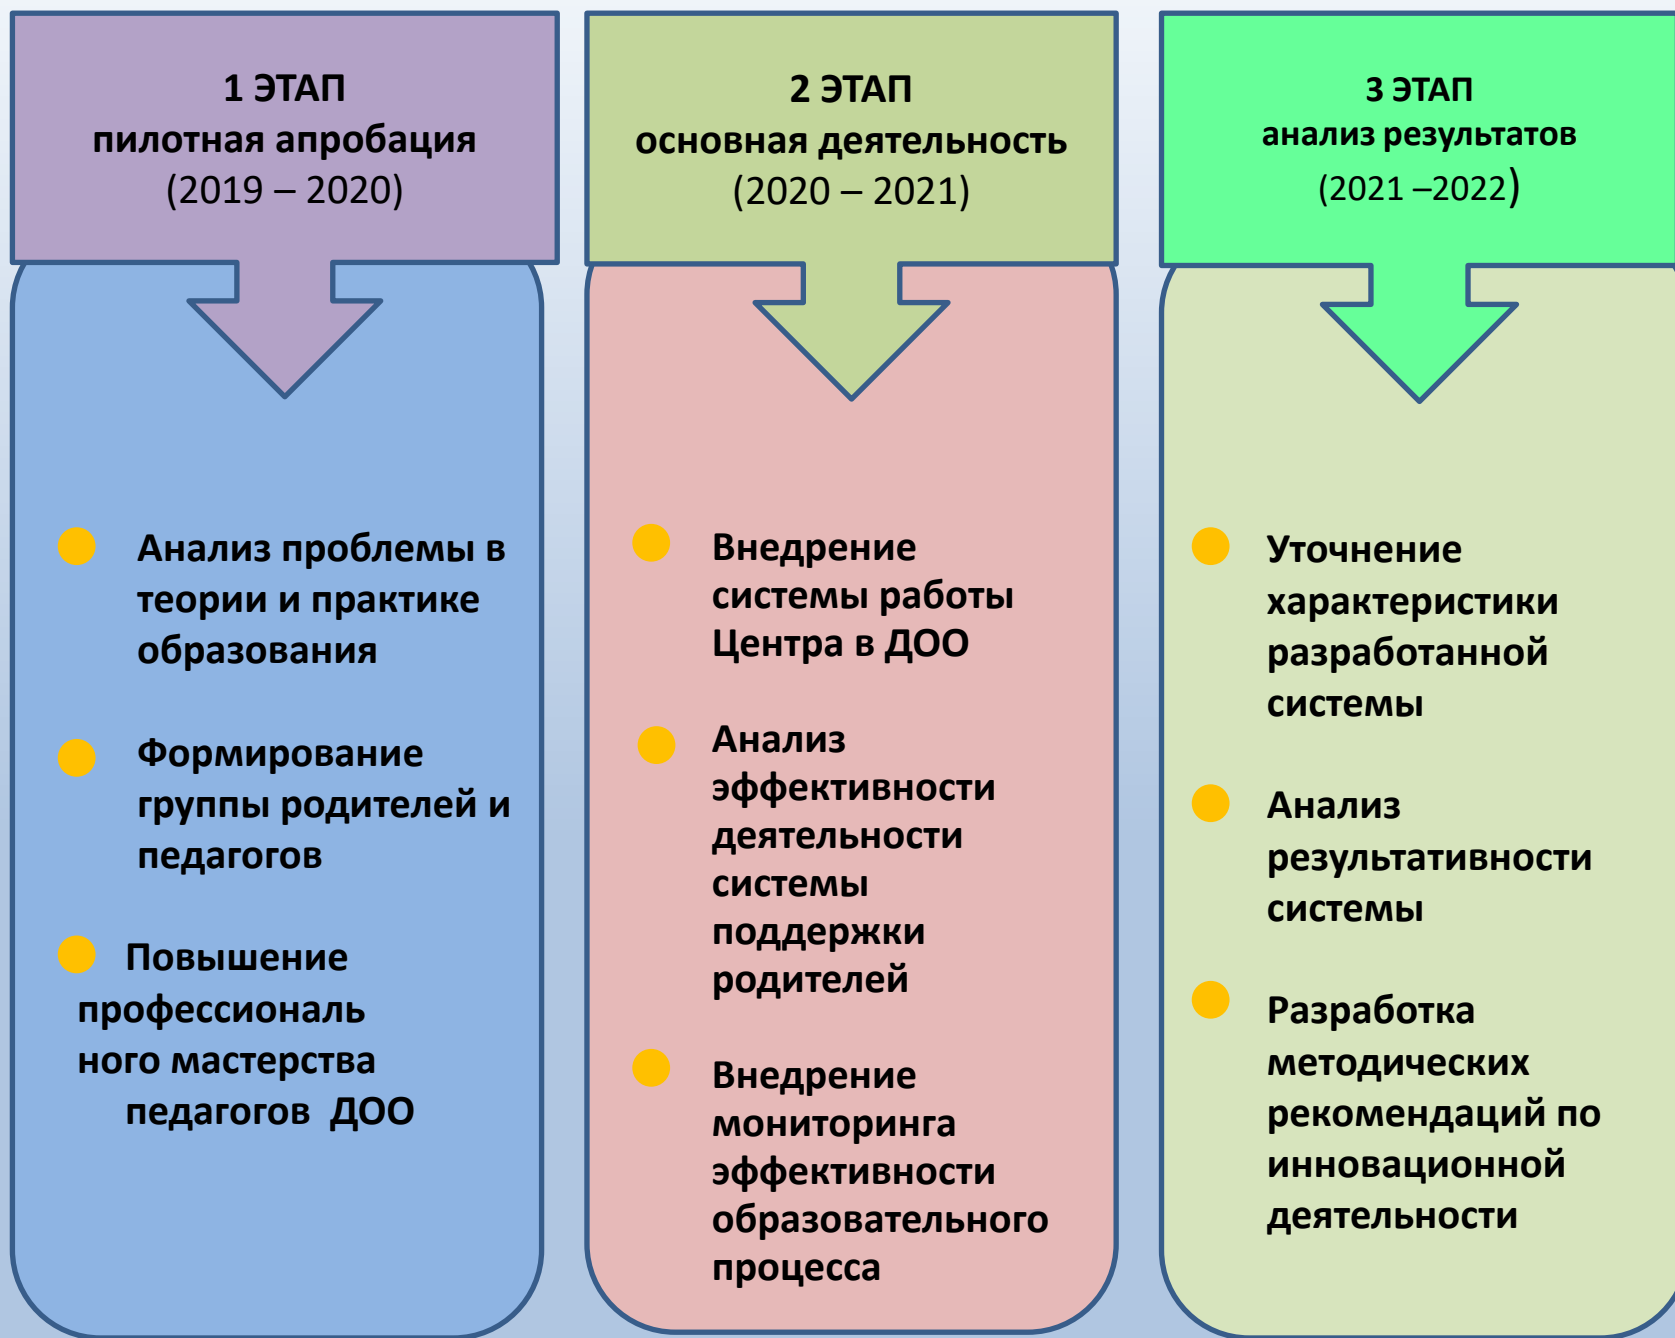 1 ЭТАП
пилотная апробация
(2019 – 2020)
Анализ проблемы в
теории и практике
образования
Формирование
группы родителей и
педагогов
Повышение
профессиональ
ного мастерства
педагогов ДОО
2 ЭТАП
основная деятельность
(2020 – 2021)
Внедрение
системы работы
Центра в ДОО
Анализ
эффективности
деятельности
системы
поддержки
родителей
Внедрение
мониторинга
эффективности
образовательного
процесса
3 ЭТАП
анализ результатов
(2021 –2022)
Уточнение
характеристики
разработанной
системы
Анализ
результативности
системы
Разработка
методических
рекомендаций по
инновационной
деятельности